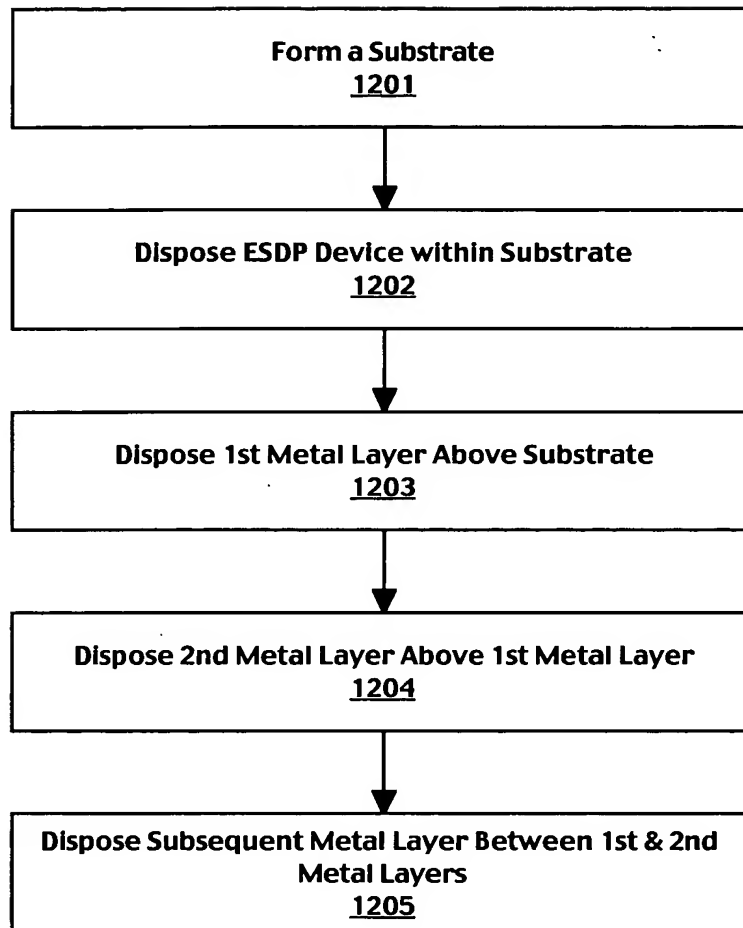 Form a Substrate
1201
Dispose ESDP Device within Substrate
1202
Dispose 1st Metal Layer Above Substrate
1203
Dispose 2nd Metal Layer Above 1st Metal Layer
1204
Dispose Subsequent Metal Layer Between 1st & 2nd
Metal Layers
1205